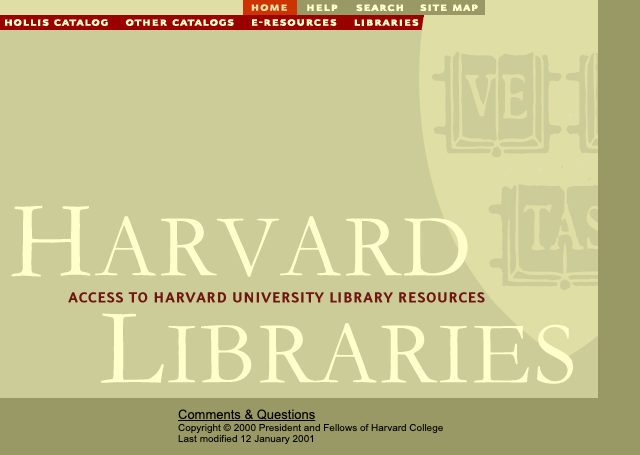 HOME HELP SEARCH SITE MAP
HOLLIS CATALOG OTHER CATALOGS E-RESOURCES LIBRARIES
VE
TAS
HARVARD
ACCESS TO HARVARD UNIVERSITY LIBRARY RESOURCES
LIBRARIES
Comments & Questions
Copyright © 2000 President and Fellows of Harvard College
Last modified 12 January 2001